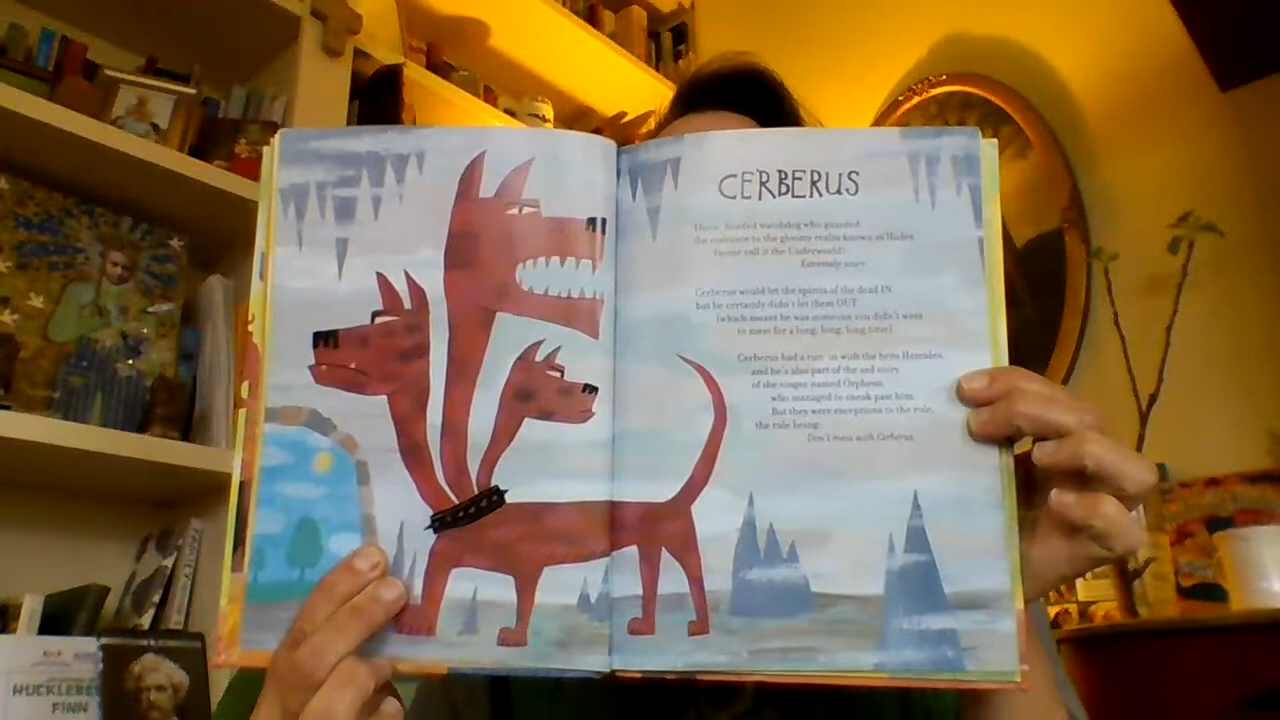 CERBERUS
Three-headed watchdog who guarded
the entrance to the gloomy realm known as Hades
(some call it the Underworld).
Extremely scary.
Cerberus would let the spirits of the dead IN,
but he certainly didn't let them OUT
(which meant he was someone you didn't want
to meet for a long, long, long time).
Cerberus had a run-in with the hero Hercules,
and he's also part of the sad story
of the singer named Orpheus,
who managed to sneak past him.
But they were exceptions to the rule,
the rule being:
Don't mess with Cerberus.
FINN